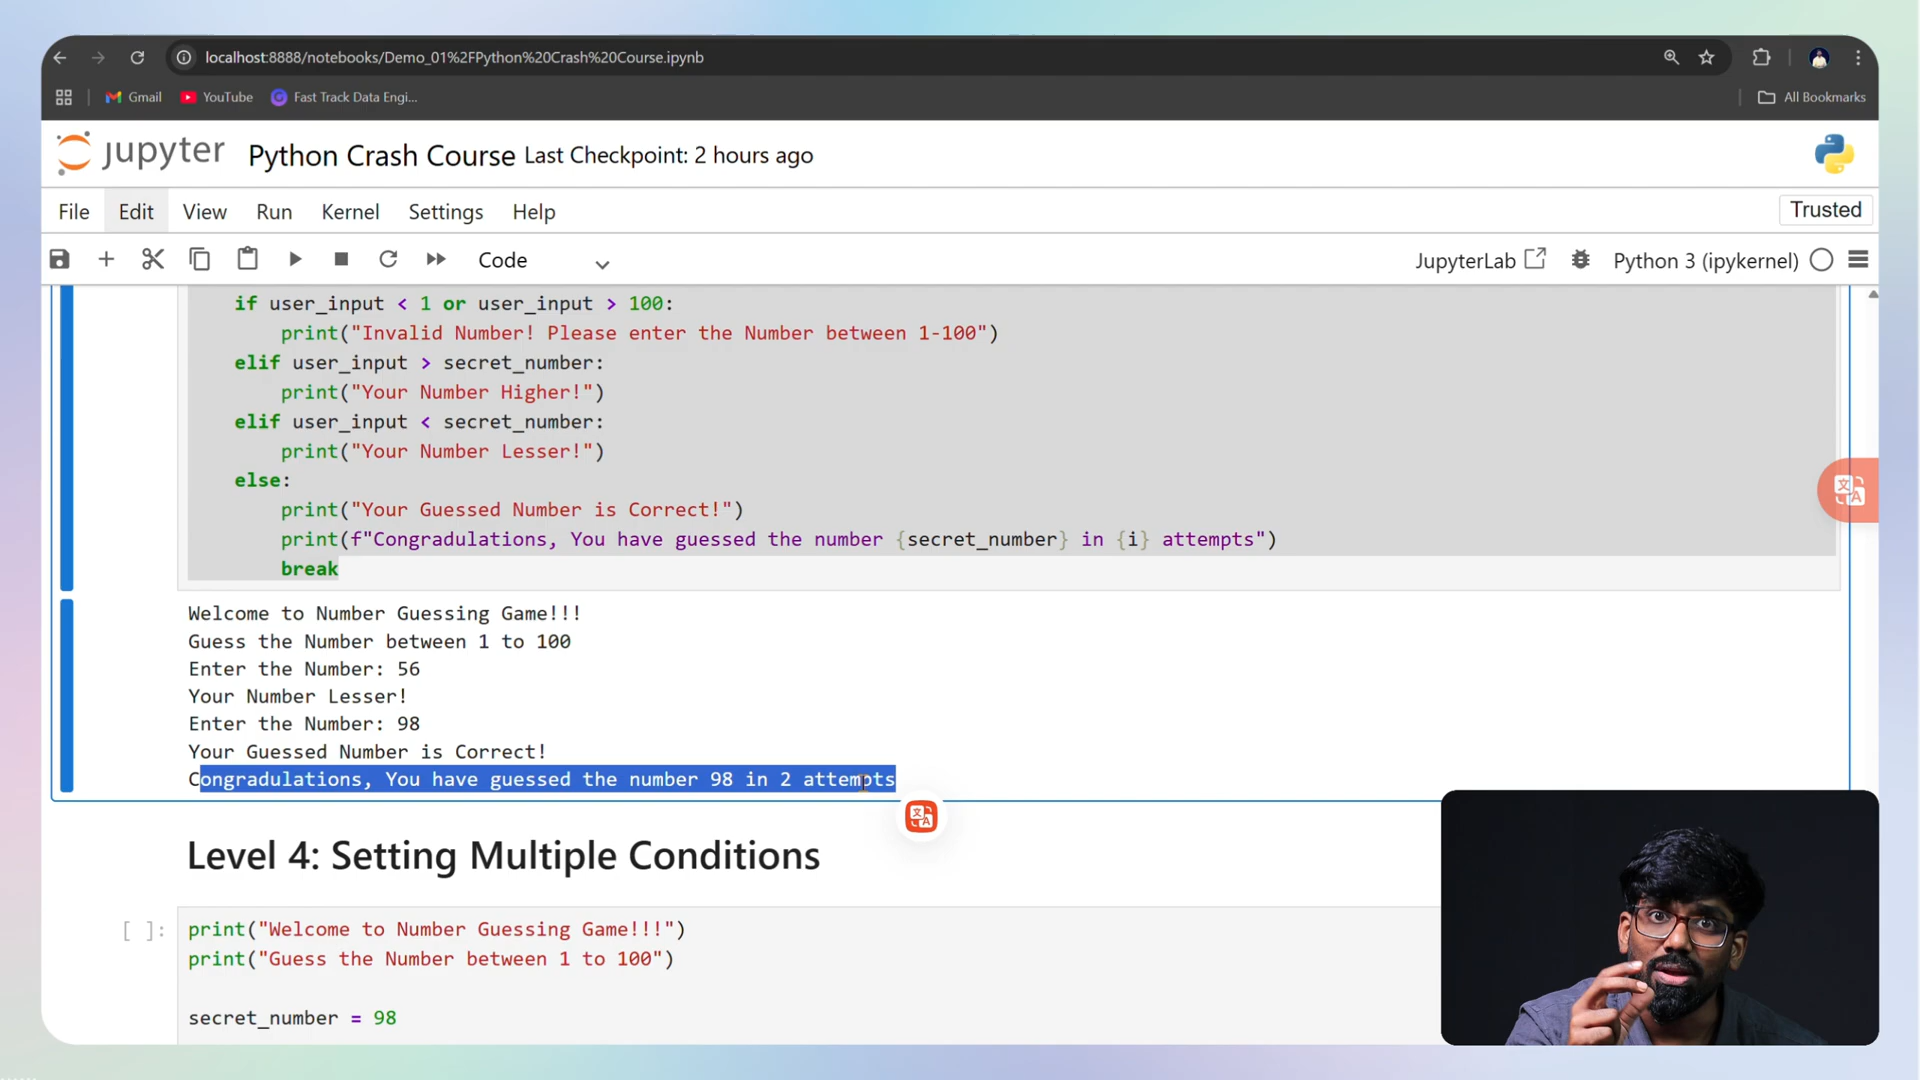 localhost:8888/notebooks/Demo_01%2FPython%20Crash%20Course.ipynb
Gmail YouTube Fast Track Data Engi... All Bookmarks
jupyter Python Crash Course Last Checkpoint: 2 hours ago
File Edit View Run Kernel Settings Help Trusted
Code JupyterLab Python 3 (ipykernel)
if user_input < 1 or user_input > 100:
print("Invalid Number! Please enter the Number between 1-100")
elif user_input > secret_number:
print("Your Number Higher!")
elif user_input < secret_number:
print("Your Number Lesser!")
else:
print("Your Guessed Number is Correct!")
print(f"Congradulations, You have guessed the number {secret_number} in {i} attempts")
break
Welcome to Number Guessing Game!!!
Guess the Number between 1 to 100
Enter the Number: 56
Your Number Lesser!
Enter the Number: 98
Your Guessed Number is Correct!
Congradulations, You have guessed the number 98 in 2 attempts
Level 4: Setting Multiple Conditions
[ ]: print("Welcome to Number Guessing Game!!!")
print("Guess the Number between 1 to 100")
secret_number = 98